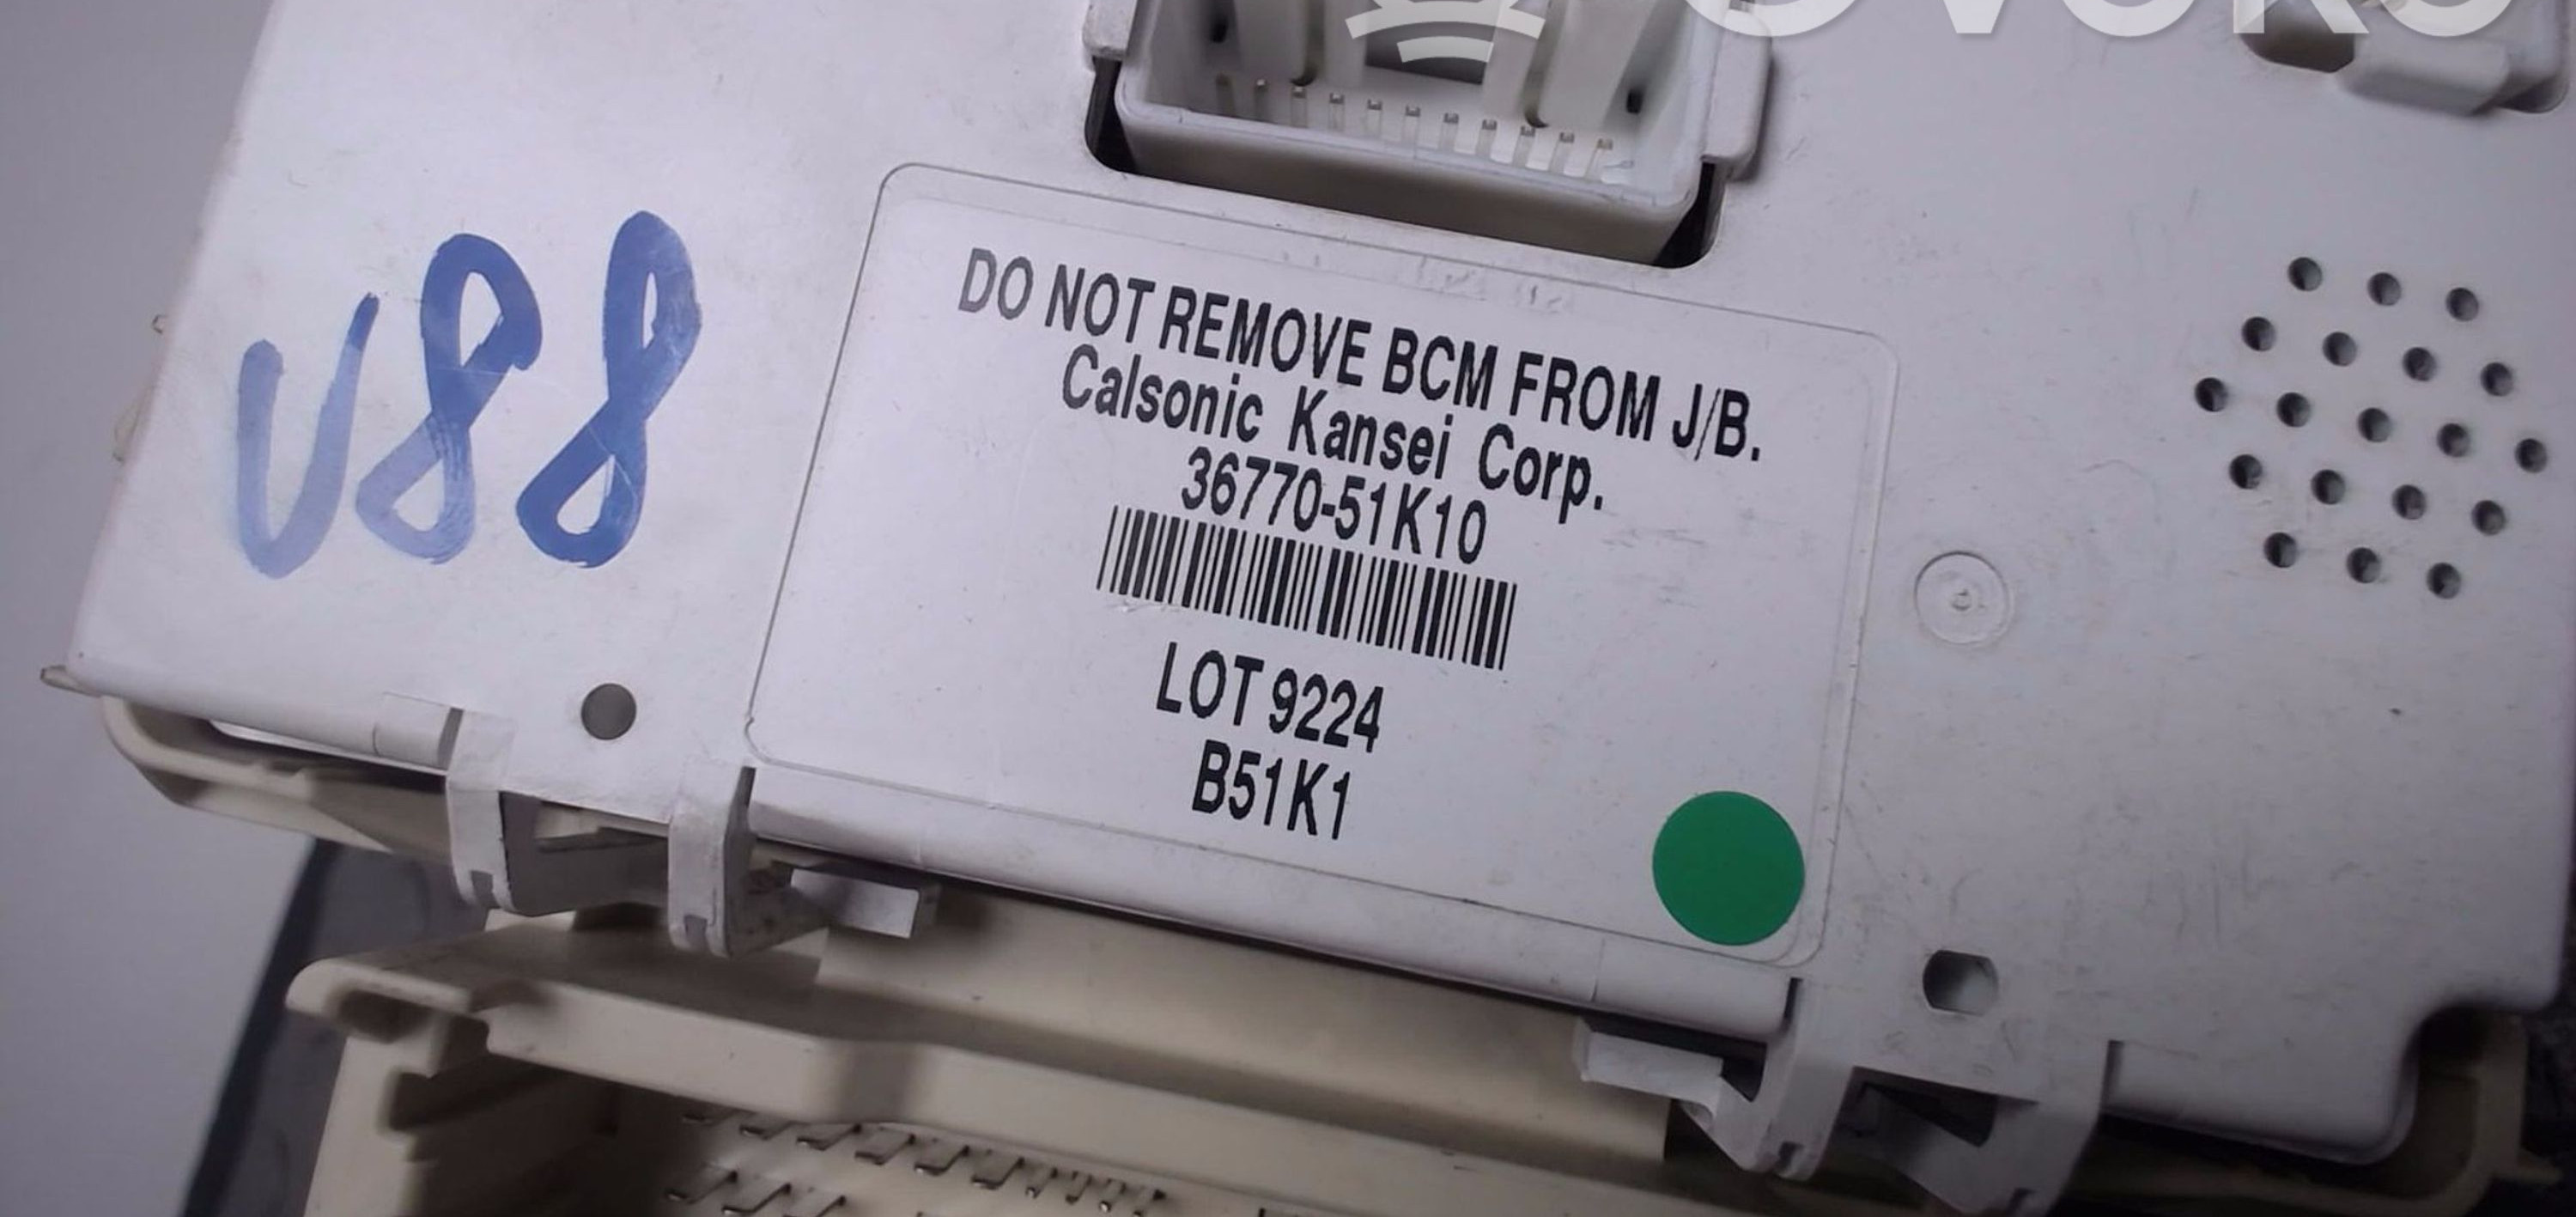 U88
DO NOT REMOVE BCM FROM J/B.
Calsonic Kansei Corp.
36770-51K10
LOT 9224
B51K1